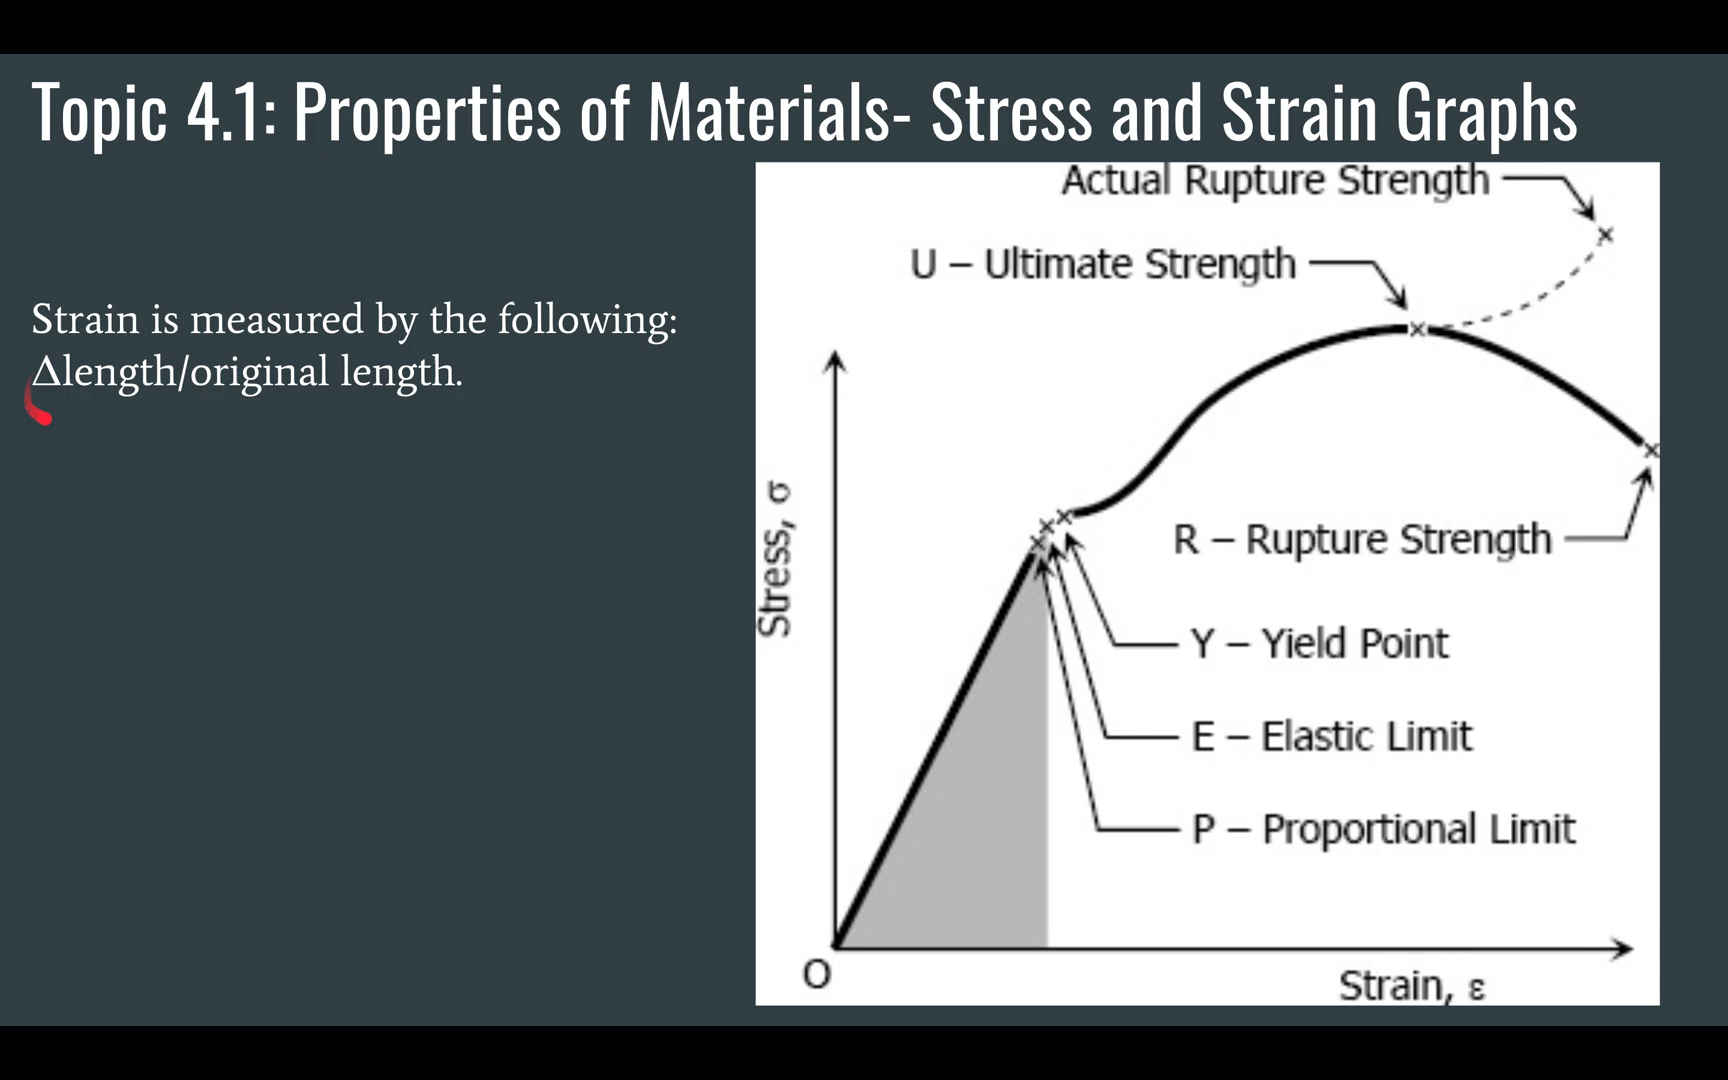 Topic 4.1: Properties of Materials- Stress and Strain Graphs
Strain is measured by the following:
Δlength/original length.
Actual Rupture Strength
U – Ultimate Strength
Stress, σ
R – Rupture Strength
Y – Yield Point
E – Elastic Limit
P – Proportional Limit
O
Strain, ε